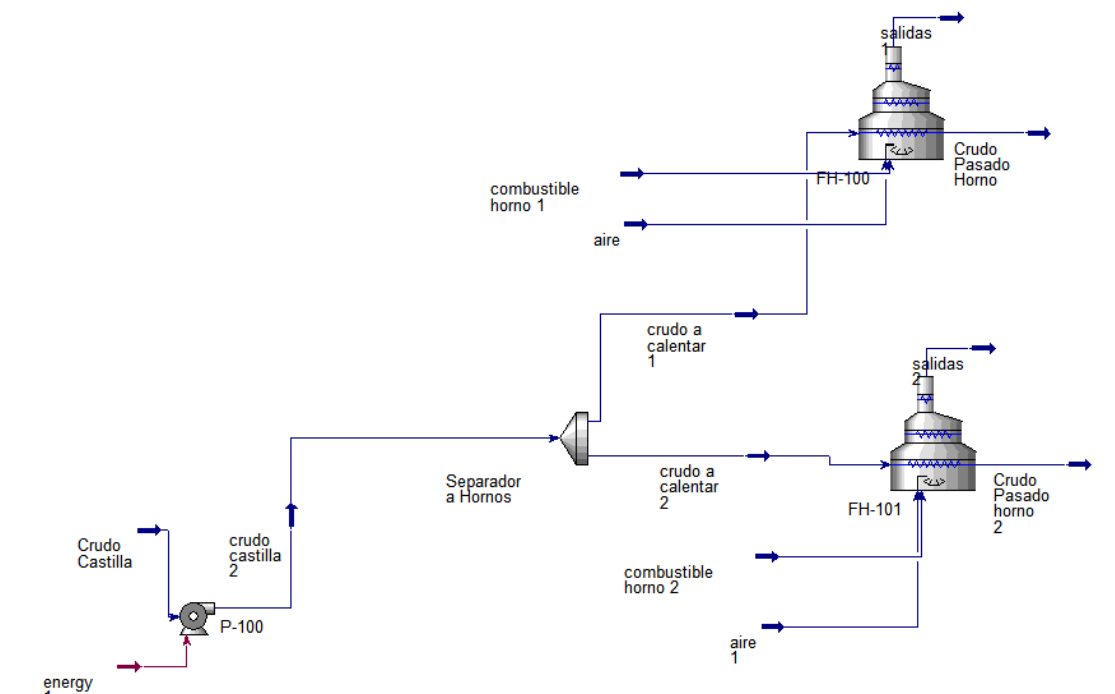 salidas
1
Crudo
Pasado
Horno
FH-100
combustible
horno 1
aire
crudo a
calentar
1
salidas
2
Separador
a Hornos
crudo a
calentar
2
Crudo
Pasado
horno
2
FH-101
Crudo
Castilla
crudo
castilla
2
combustible
horno 2
P-100
aire
1
energy